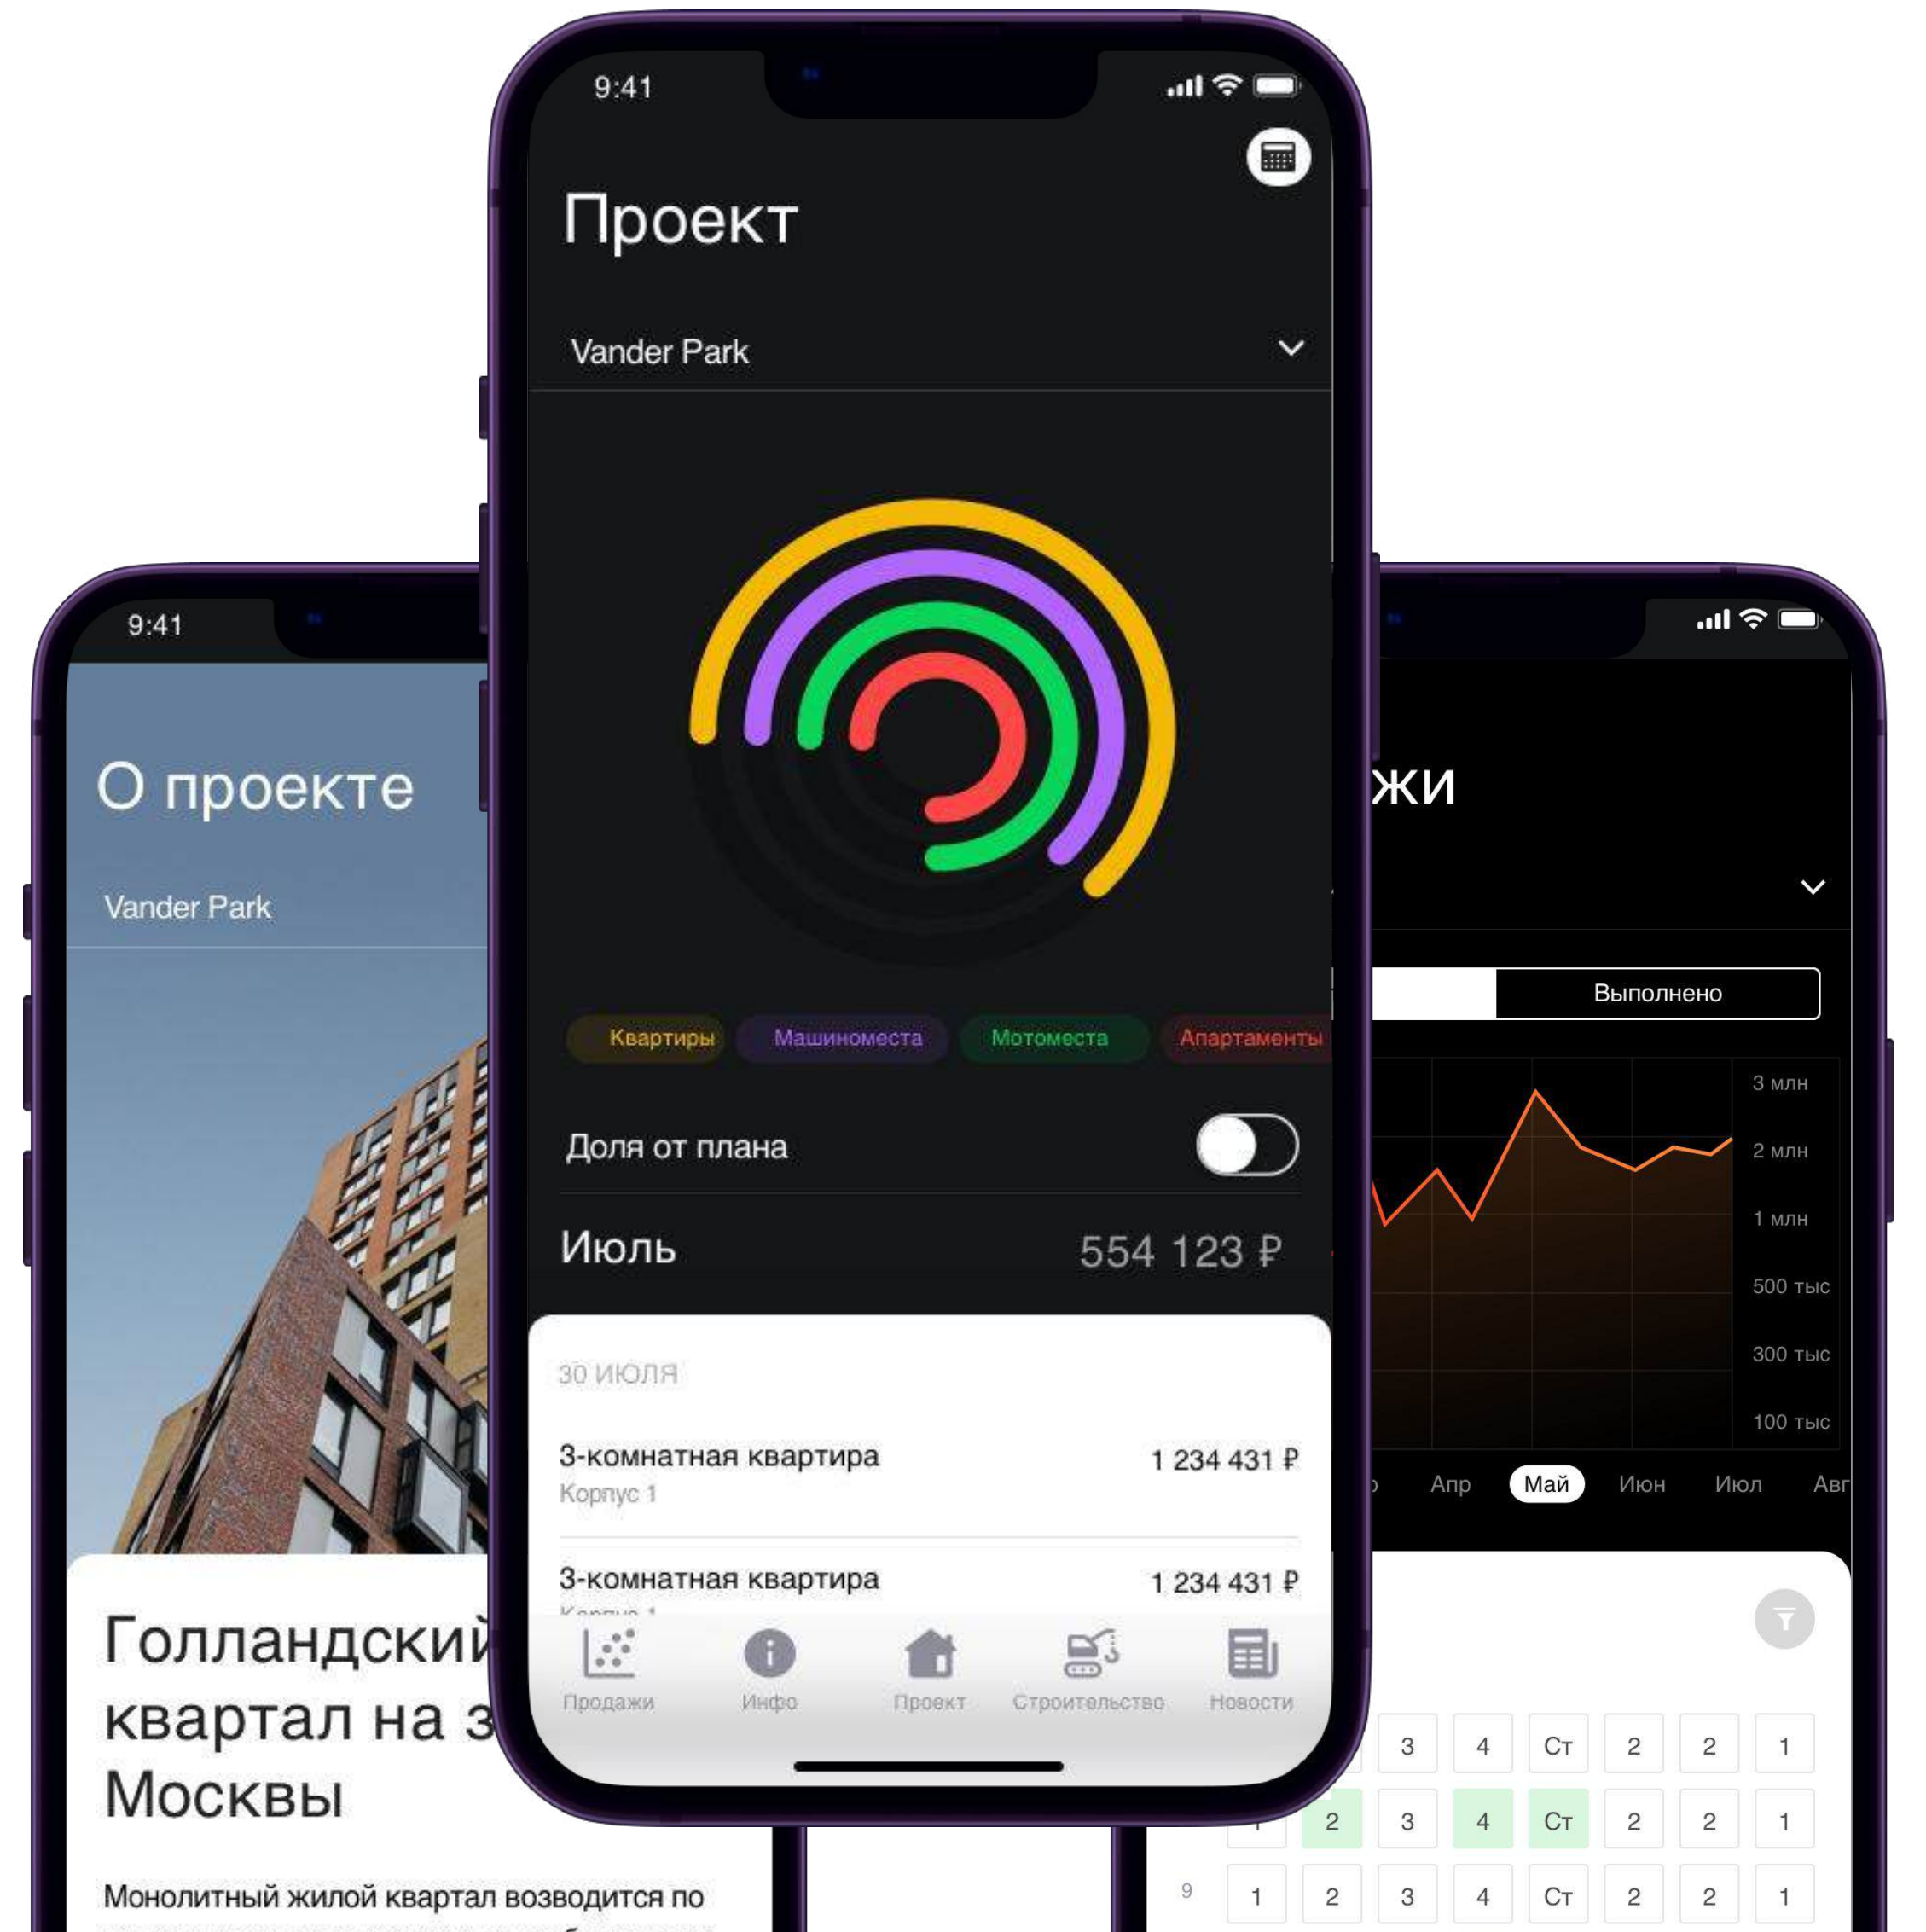 9:41
Проект
Vander Park
Квартиры
Машиноместа
Мотоместа
Апартаменты
Доля от плана
Июль
554 123 ₽
30 ИЮЛЯ
3-комнатная квартира
1 234 431 ₽
Корпус 1
3-комнатная квартира
1 234 431 ₽
Корпус 1
Продажи
Инфо
Проект
Строительство
Новости
9:41
О проекте
Vander Park
Голландский
квартал на з
Москвы
Монолитный жилой квартал возводится по
жи
Выполнено
3 млн
2 млн
1 млн
500 тыс
300 тыс
100 тыс
р Апр Май Июн Июл Авг
3 4 Ст 2 2 1
1 2 3 4 Ст 2 2 1
9 1 2 3 4 Ст 2 2 1